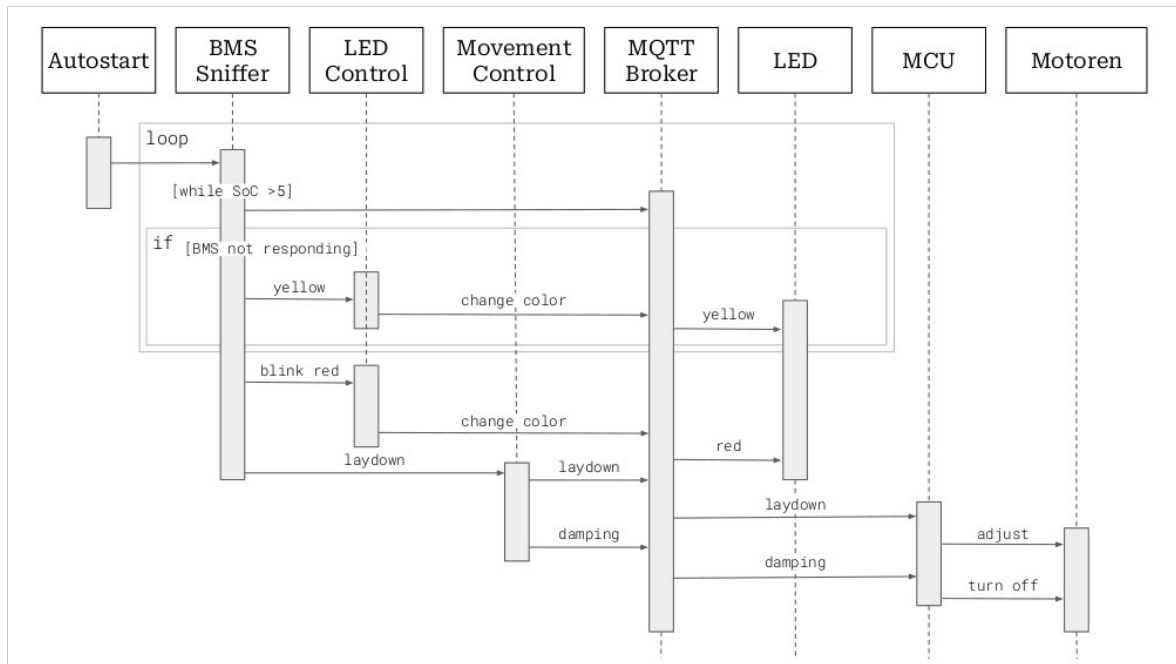 Autostart
BMS
Sniffer
LED
Control
Movement
Control
MQTT
Broker
LED
MCU
Motoren
loop
[while SoC >5]
if [BMS not responding]
yellow
change color
yellow
blink red
change color
red
laydown
laydown
laydown
adjust
damping
damping
turn off